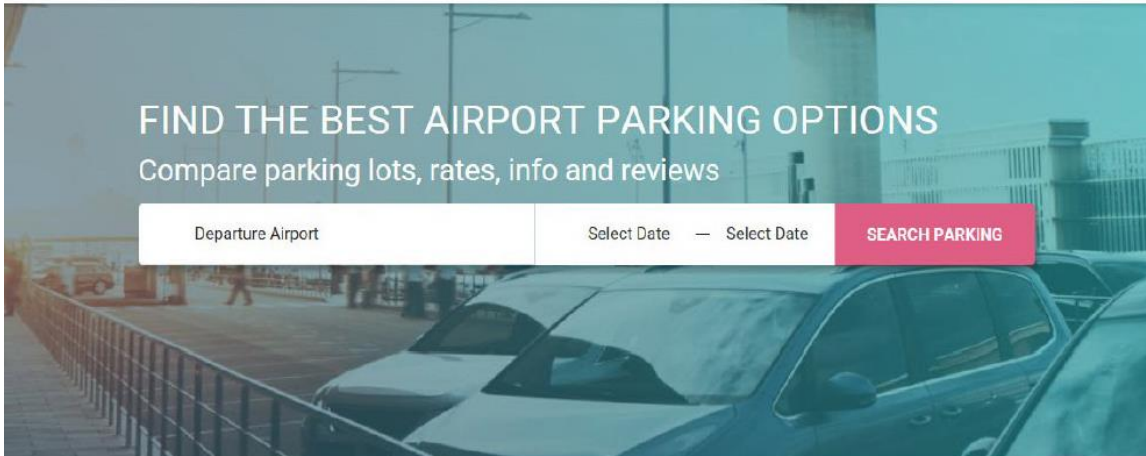 FIND THE BEST AIRPORT PARKING OPTIONS
Compare parking lots, rates, info and reviews
Departure Airport Select Date — Select Date SEARCH PARKING